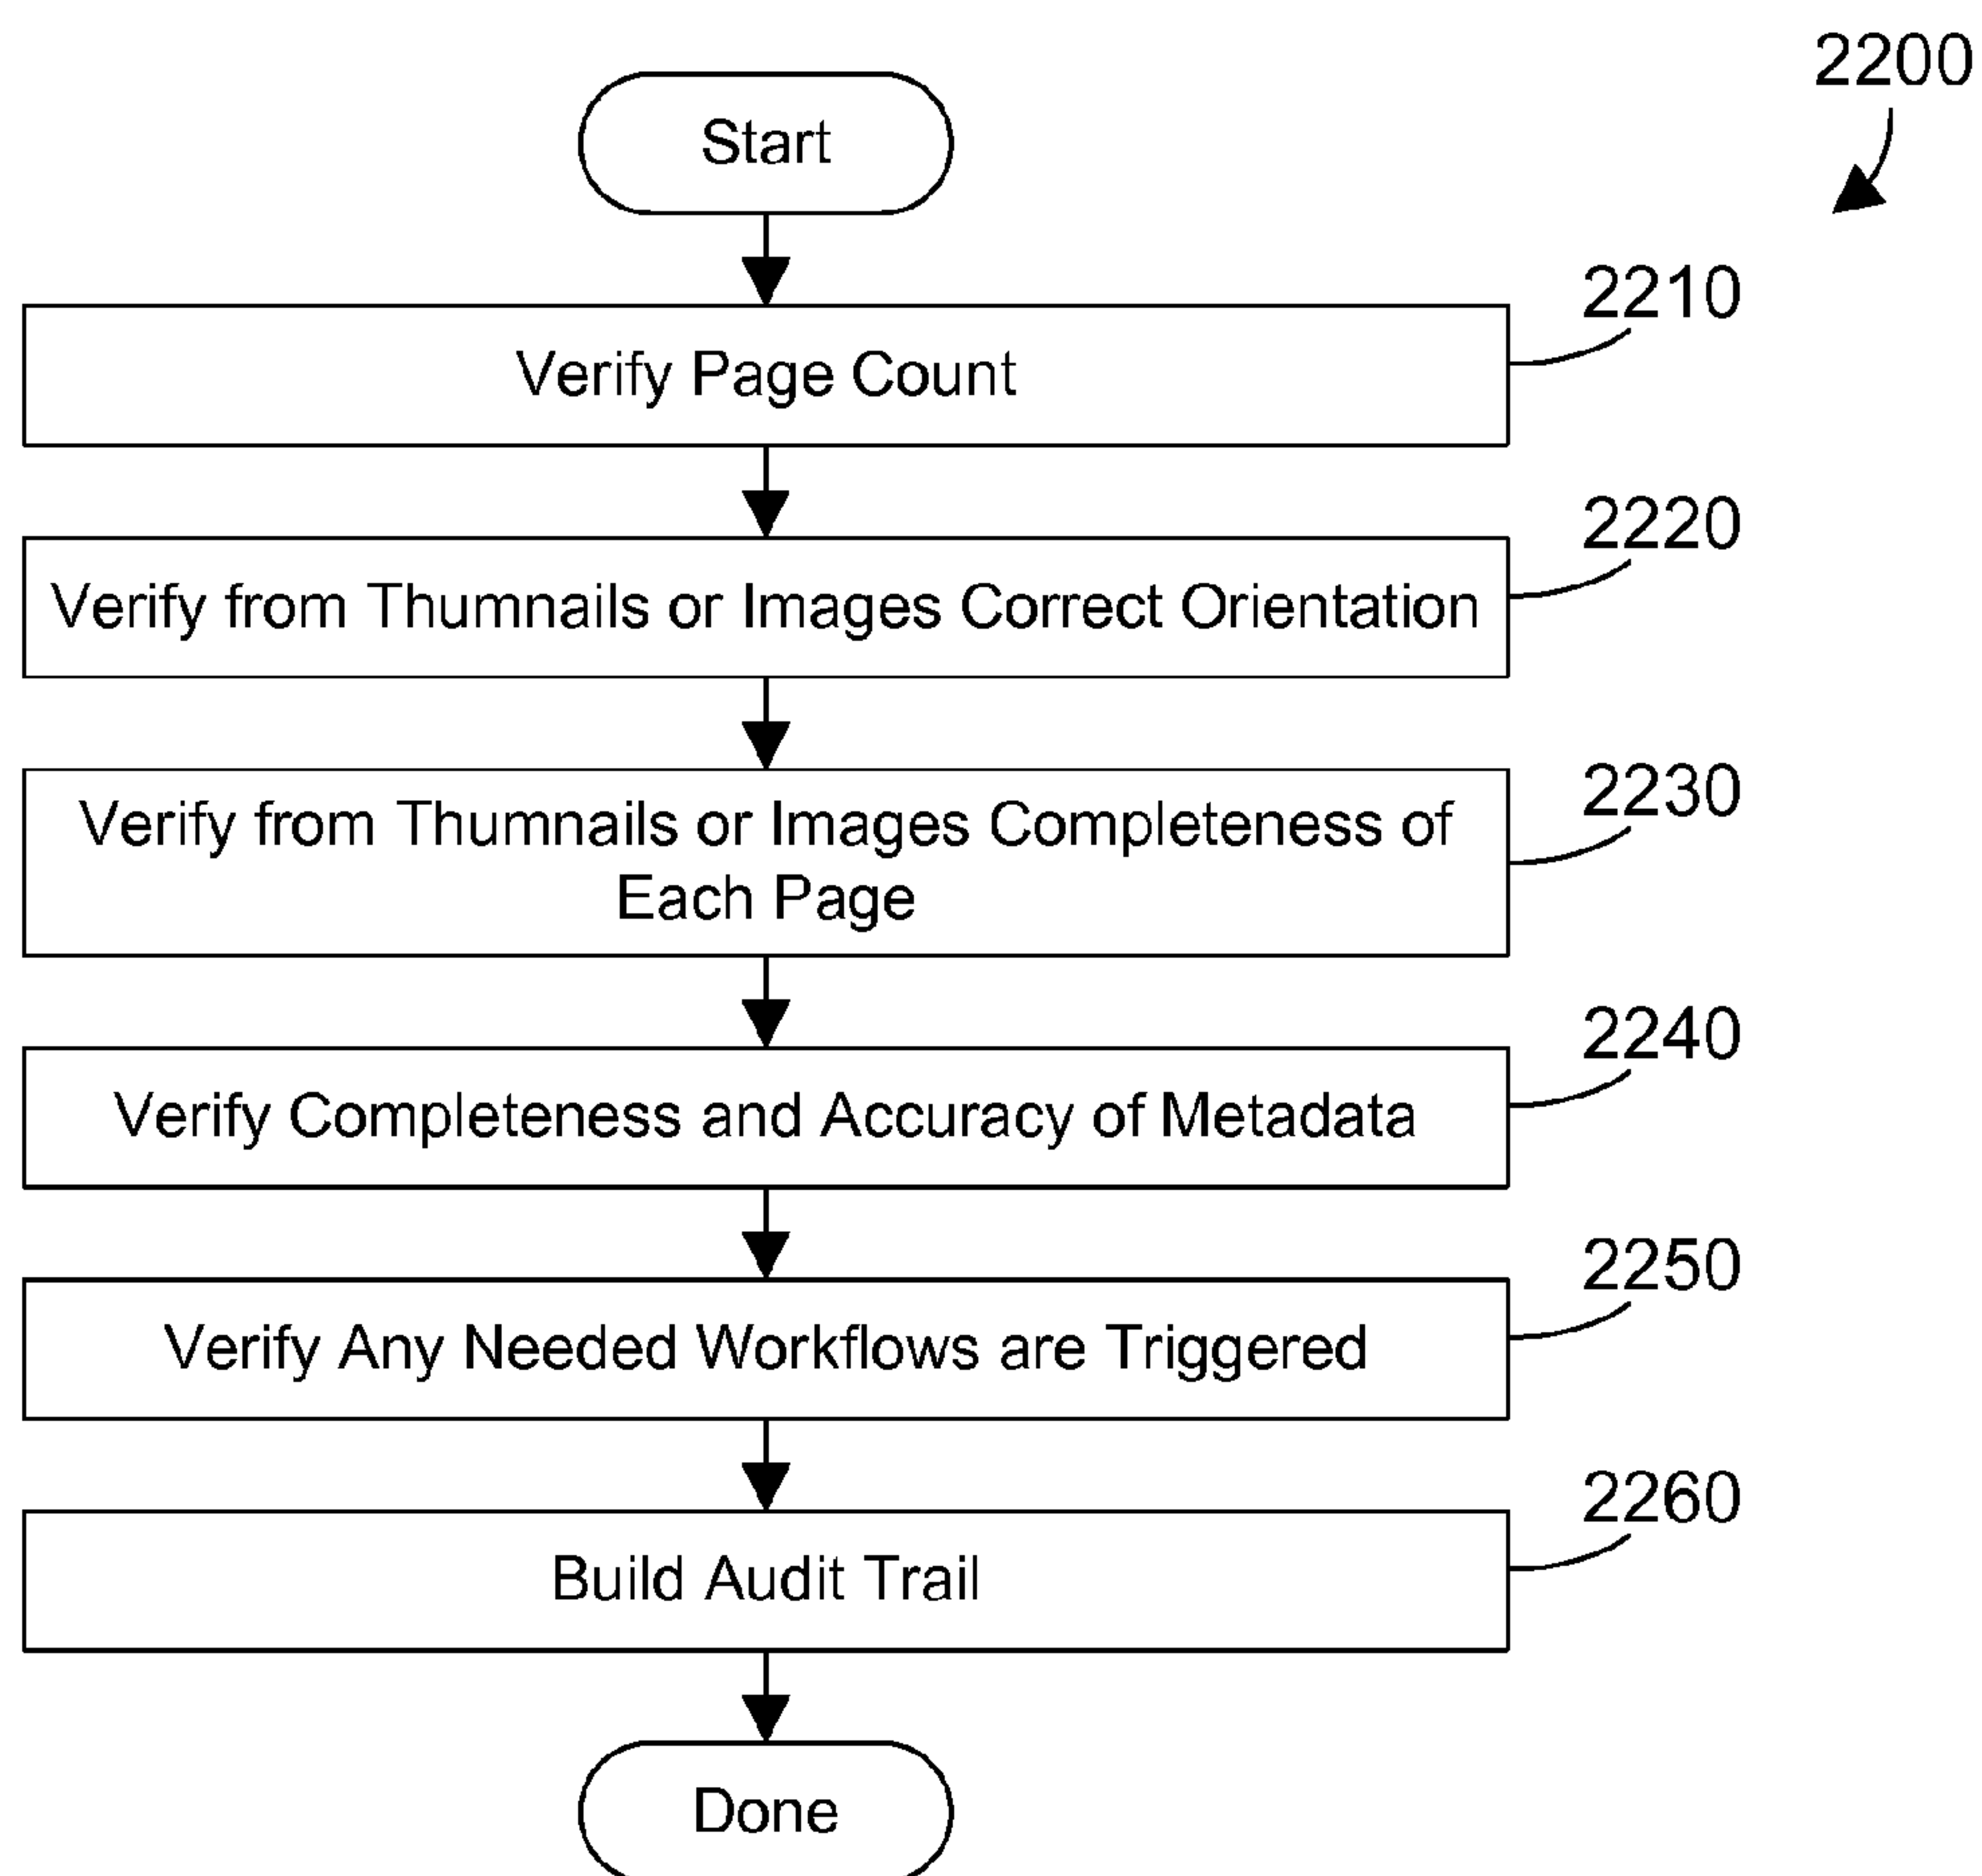 2200
Start
2210
Verify Page Count
2220
Verify from Thumnails or Images Correct Orientation
2230
Verify from Thumnails or Images Completeness of
Each Page
2240
Verify Completeness and Accuracy of Metadata
2250
Verify Any Needed Workflows are Triggered
2260
Build Audit Trail
Done